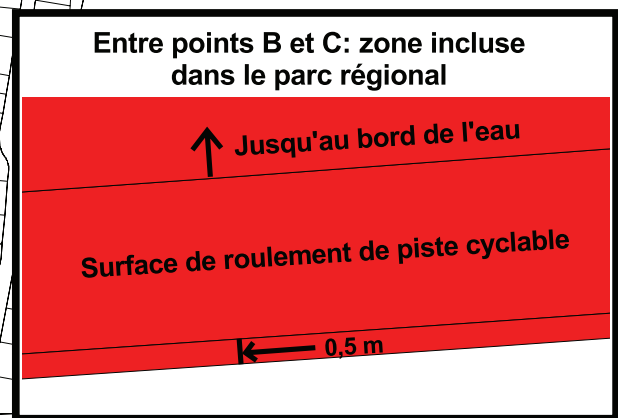 Entre points B et C: zone incluse
dans le parc régional
Jusqu'au bord de l'eau
Surface de roulement de piste cyclable
0,5 m